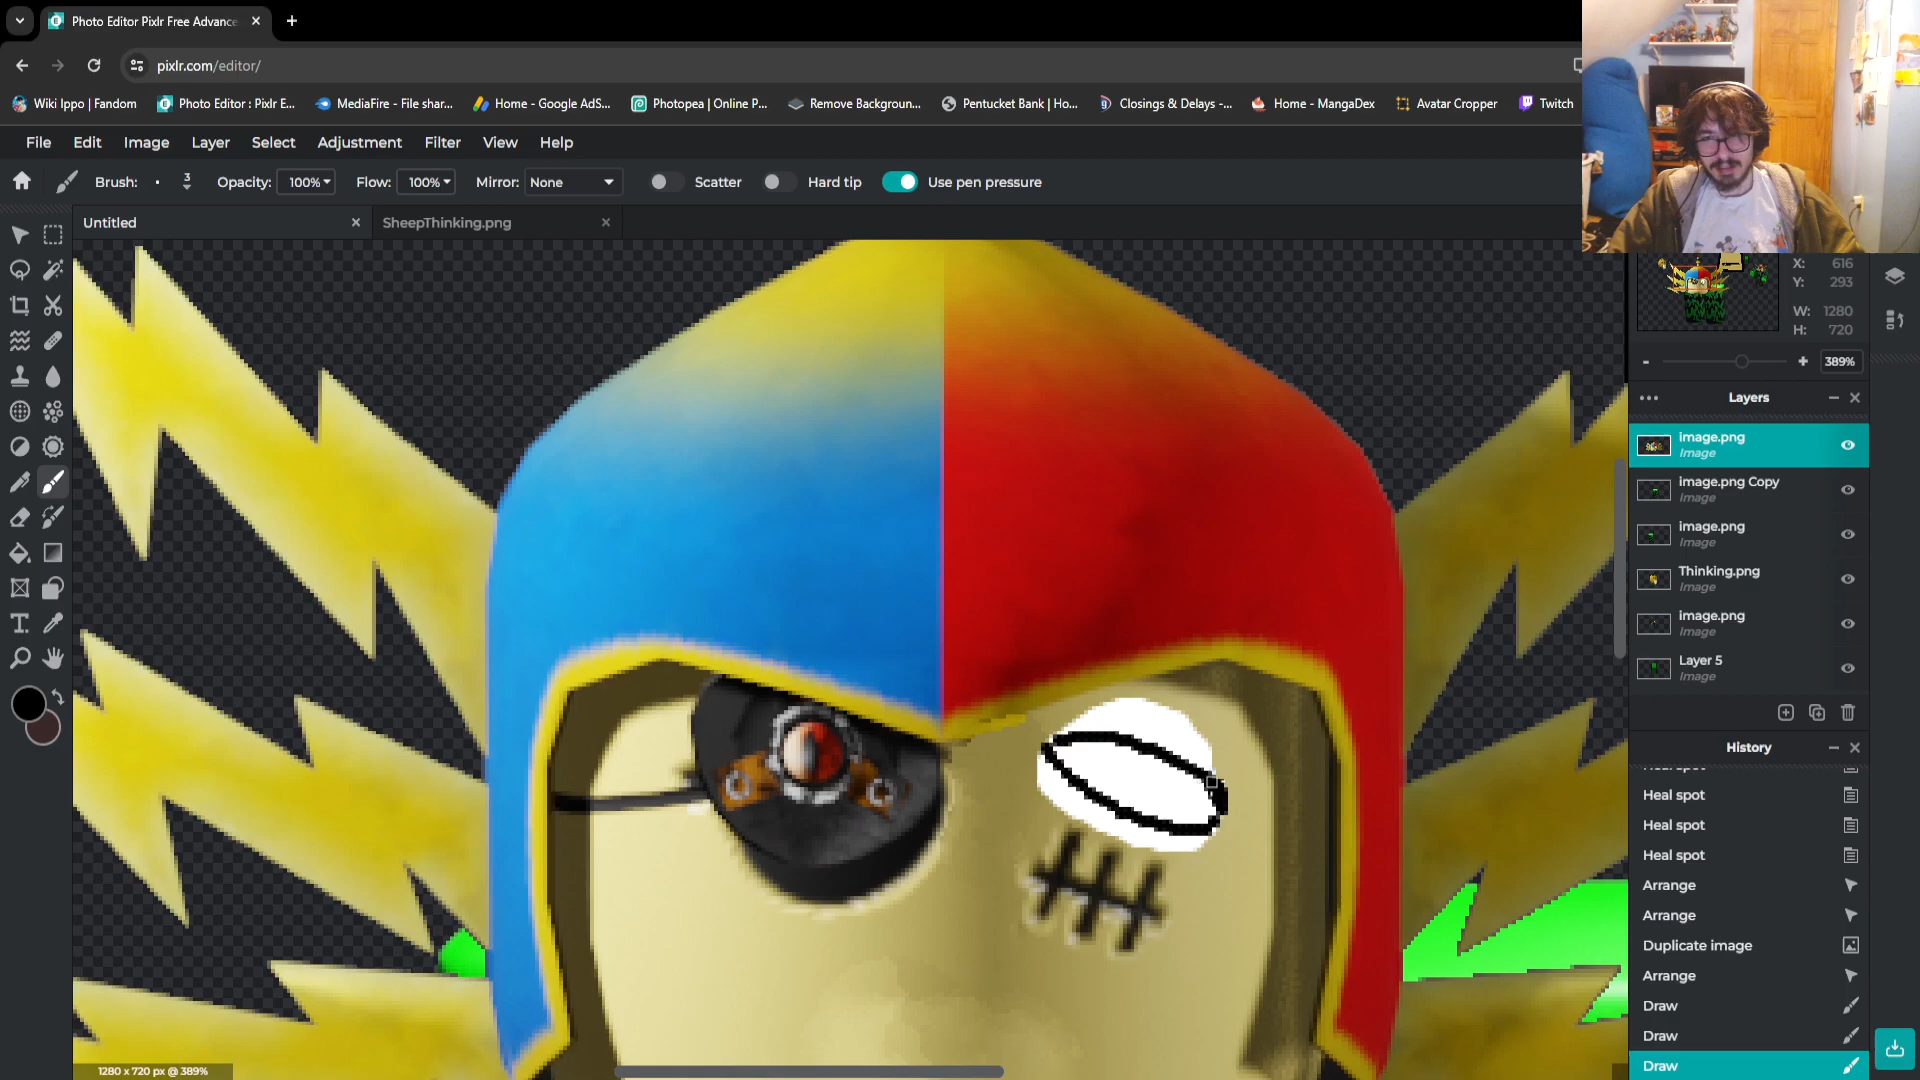 Photo Editor Pixlr Free Advance
pixlr.com/editor/
Wiki Ippo | Fandom
Photo Editor : Pixlr E...
MediaFire - File shar...
Home - Google AdS...
Photopea | Online P...
Remove Backgroun...
Pentucket Bank | Ho...
Closings & Delays -...
Home - MangaDex
Avatar Cropper
Twitch
File Edit Image Layer Select Adjustment Filter View Help
Brush: 3 Opacity: 100% Flow: 100% Mirror: None Scatter Hard tip Use pen pressure
Untitled
SheepThinking.png
X: 616
Y: 293
W: 1280
H: 720
389%
Layers
image.png
Image
image.png Copy
Image
image.png
Image
Thinking.png
Image
image.png
Image
Layer 5
Image
History
Heal spot
Heal spot
Heal spot
Arrange
Arrange
Duplicate image
Arrange
Draw
Draw
Draw
1280 x 720 px @ 389%